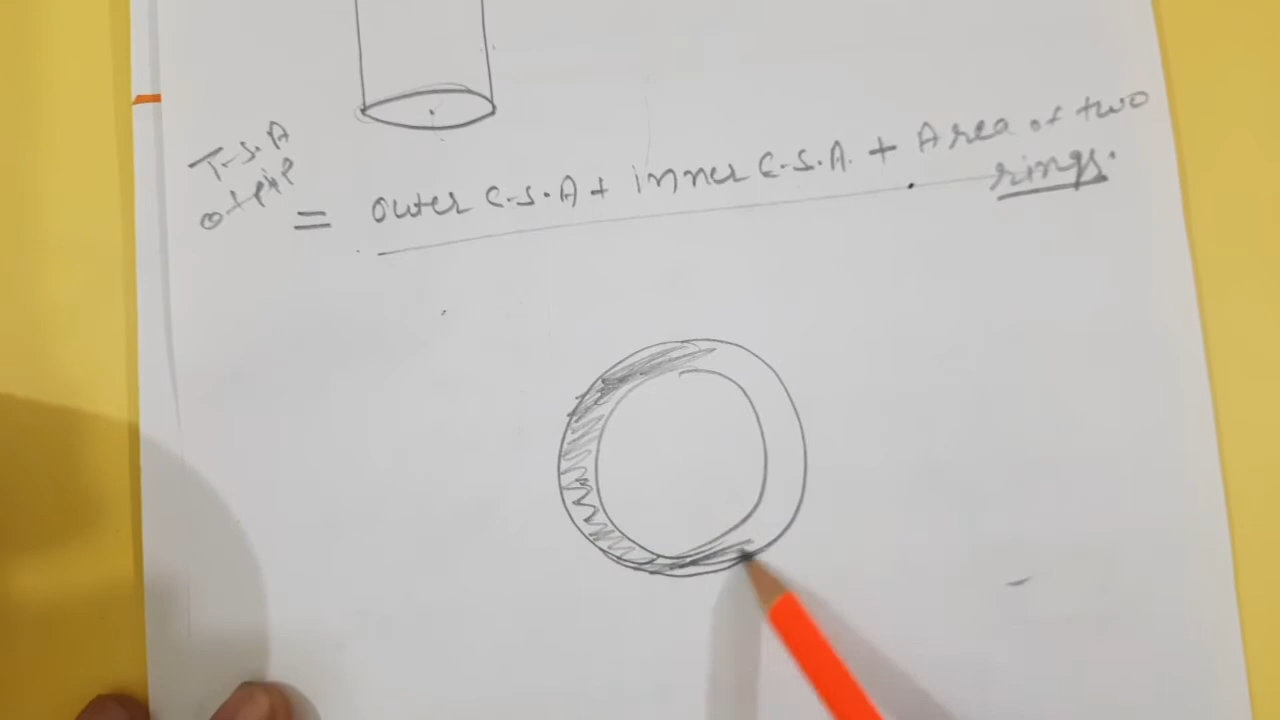 T.S.A
of pipe
= outer C.S.A + inner C.S.A. + Area of two
rings.